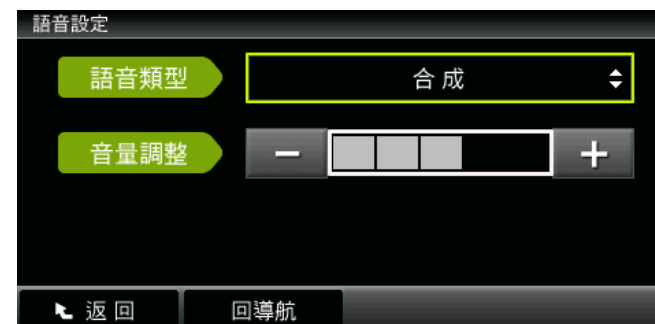 語音設定
語音類型
合成
音量調整
返回
回導航